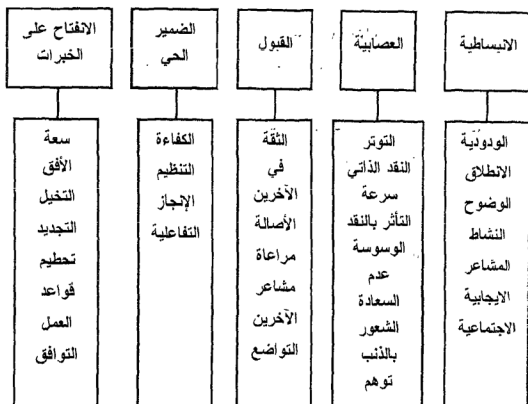 الانبساطية
العصابية
القبول
الضمير
الحي
الانفتاح على
الخبرات
الودودية
الانطلاق
الوضوح
النشاط
المشاعر
الايجابية
الاجتماعية
التوتر
النقد الذاتي
سرعة
التأثر بالنقد
الوسوسة
عدم
السعادة
الشعور
بالذنب
توهم
الثقة
في
الآخرين
الأصالة
مراعاة
مشاعر
الآخرين
التواضع
الكفاءة
التنظيم
الإنجاز
التفاعلية
سعة
الأفق
التخيل
التجديد
تحطيم
قواعد
العمل
التوافق